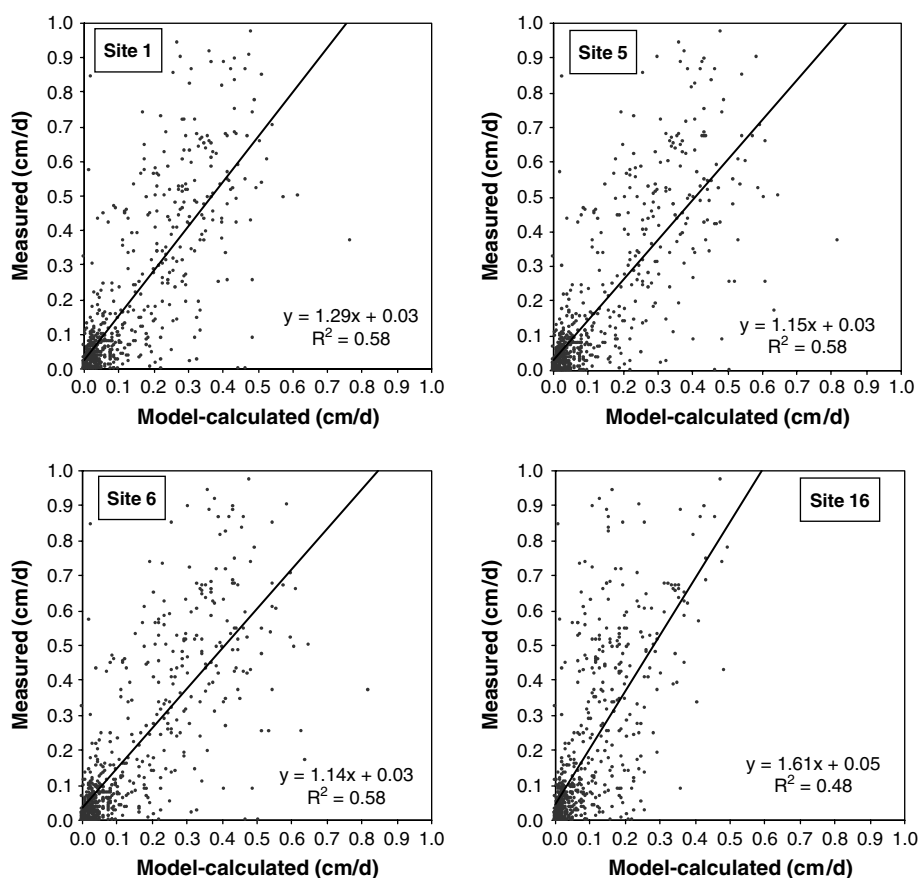 Site 1
Measured (cm/d)
1.0
0.9
0.8
0.7
0.6
0.5
0.4
0.3
0.2
0.1
0.0
y = 1.29x + 0.03
R² = 0.58
0.0 0.1 0.2 0.3 0.4 0.5 0.6 0.7 0.8 0.9 1.0
Model-calculated (cm/d)
Site 5
Measured (cm/d)
1.0
0.9
0.8
0.7
0.6
0.5
0.4
0.3
0.2
0.1
0.0
y = 1.15x + 0.03
R² = 0.58
0.0 0.1 0.2 0.3 0.4 0.5 0.6 0.7 0.8 0.9 1.0
Model-calculated (cm/d)
Site 6
Measured (cm/d)
1.0
0.9
0.8
0.7
0.6
0.5
0.4
0.3
0.2
0.1
0.0
y = 1.14x + 0.03
R² = 0.58
0.0 0.1 0.2 0.3 0.4 0.5 0.6 0.7 0.8 0.9 1.0
Model-calculated (cm/d)
Site 16
Measured (cm/d)
1.0
0.9
0.8
0.7
0.6
0.5
0.4
0.3
0.2
0.1
0.0
y = 1.61x + 0.05
R² = 0.48
0.0 0.1 0.2 0.3 0.4 0.5 0.6 0.7 0.8 0.9 1.0
Model-calculated (cm/d)